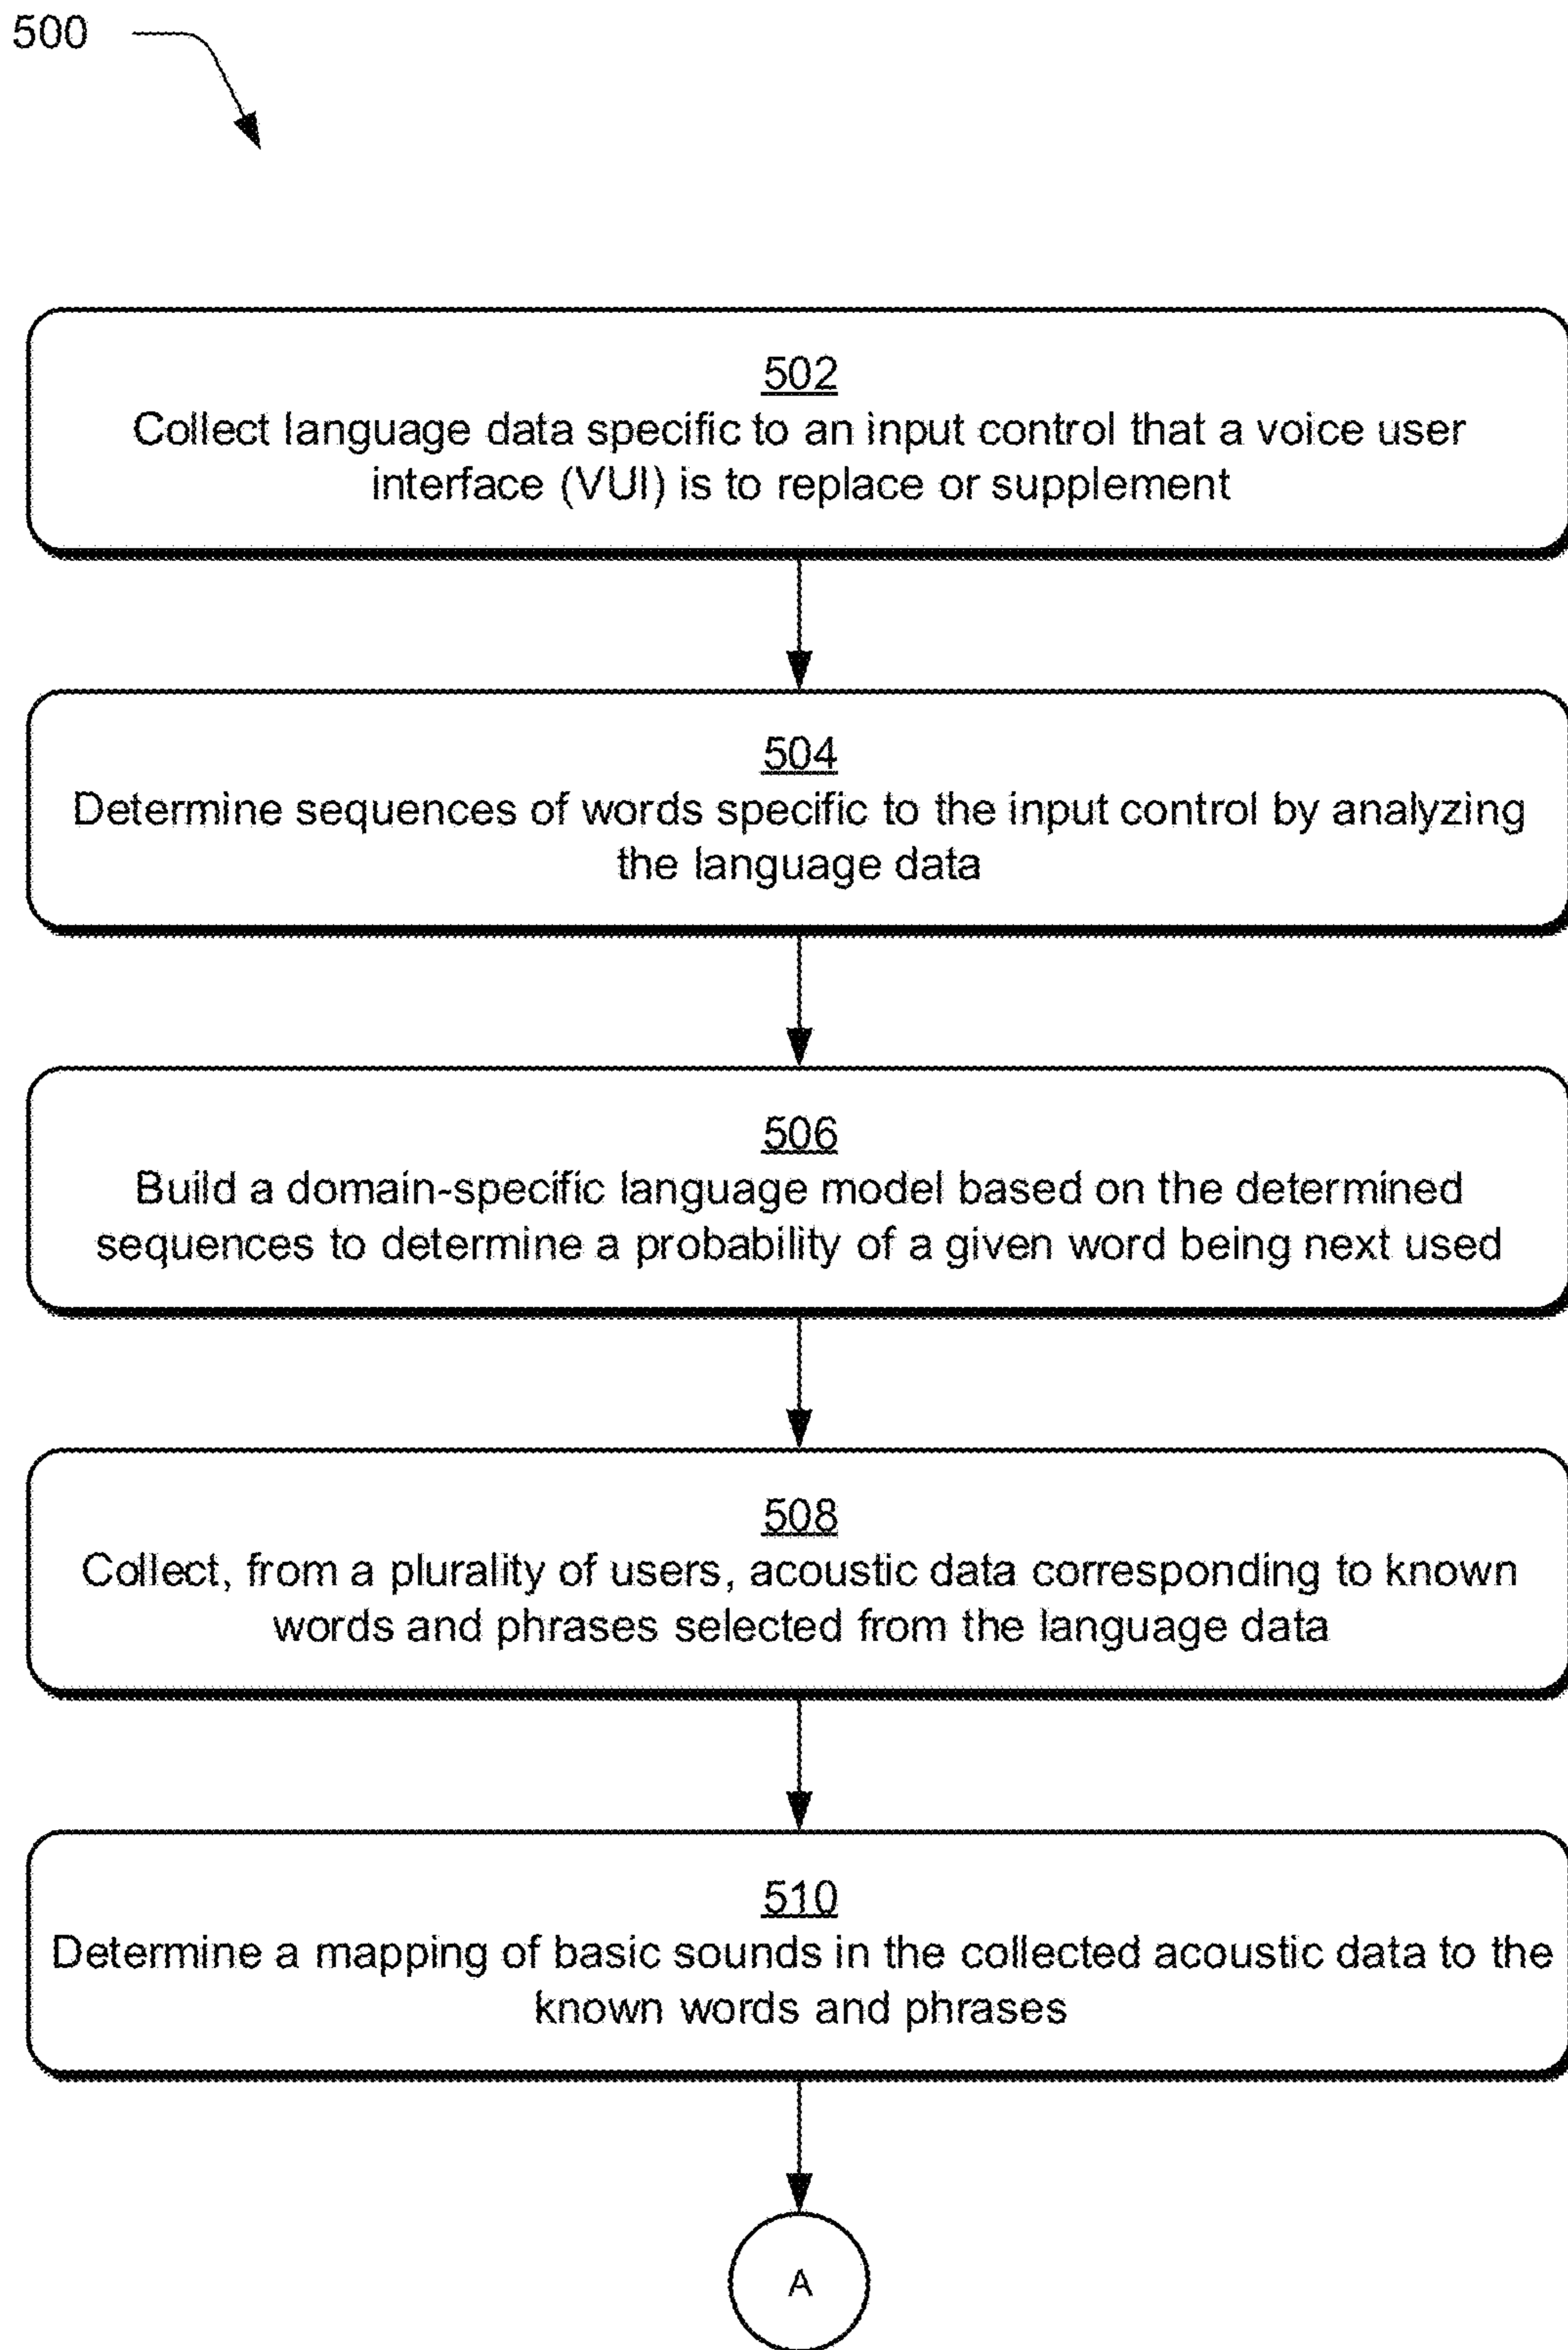 500
502
Collect language data specific to an input control that a voice user
interface (VUI) is to replace or supplement
504
Determine sequences of words specific to the input control by analyzing
the language data
506
Build a domain-specific language model based on the determined
sequences to determine a probability of a given word being next used
508
Collect, from a plurality of users, acoustic data corresponding to known
words and phrases selected from the language data
510
Determine a mapping of basic sounds in the collected acoustic data to the
known words and phrases
A